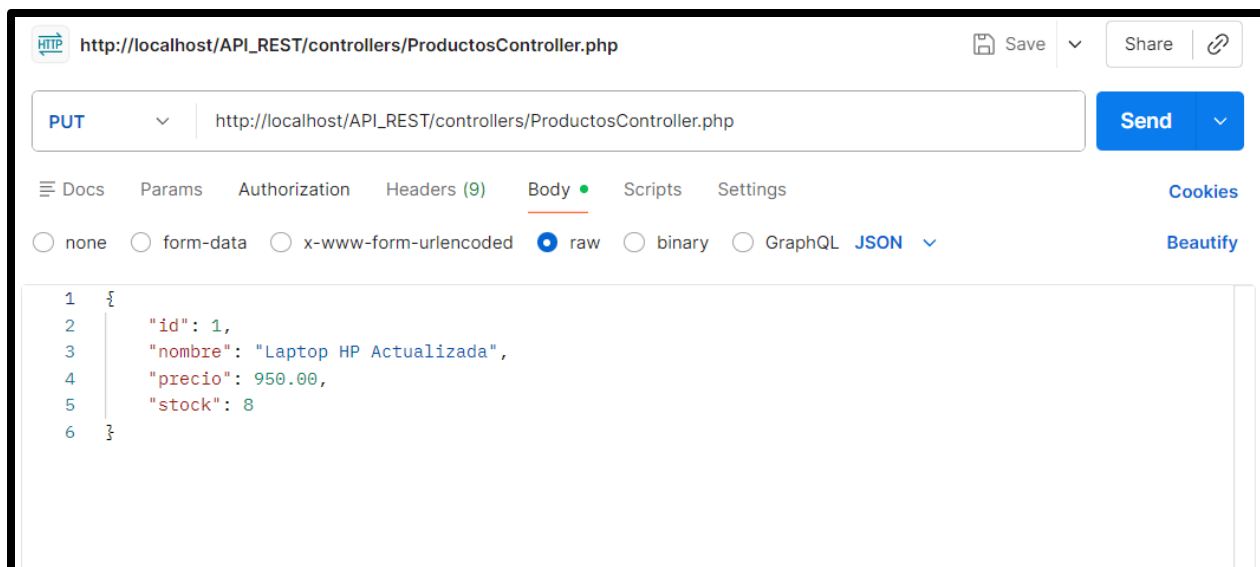 HTTP http://localhost/API_REST/controllers/ProductosController.php Save Share
PUT http://localhost/API_REST/controllers/ProductosController.php Send
Docs Params Authorization Headers (9) Body Scripts Settings Cookies
none form-data x-www-form-urlencoded raw binary GraphQL JSON Beautify
1 {
2 "id": 1,
3 "nombre": "Laptop HP Actualizada",
4 "precio": 950.00,
5 "stock": 8
6 }